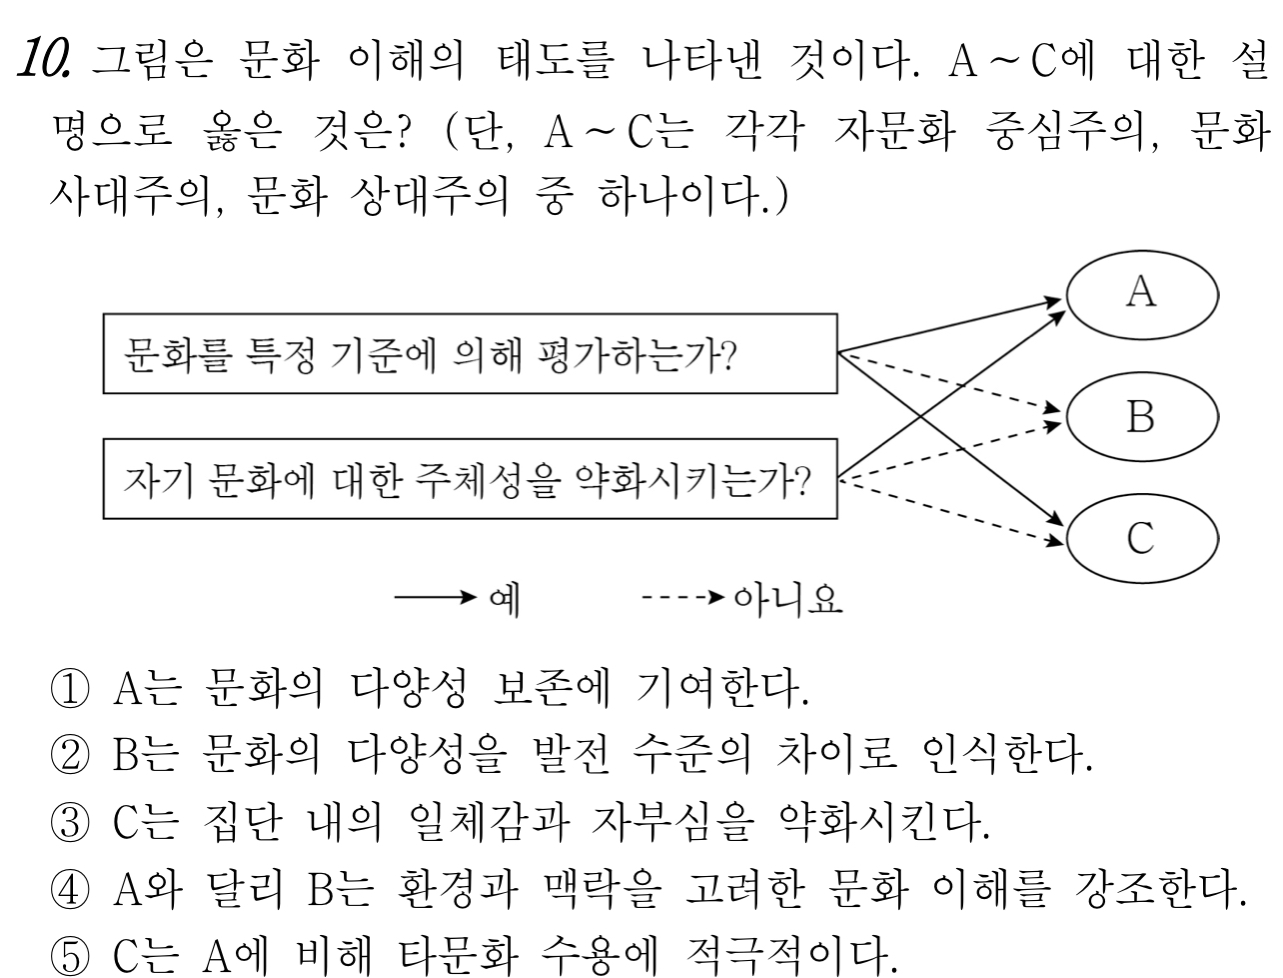 10. 그림은 문화 이해의 태도를 나타낸 것이다. A～C에 대한 설
명으로 옳은 것은? (단, A～C는 각각 자문화 중심주의, 문화
사대주의, 문화 상대주의 중 하나이다.)
A
문화를 특정 기준에 의해 평가하는가?
B
자기 문화에 대한 주체성을 약화시키는가?
C
예 아니요
① A는 문화의 다양성 보존에 기여한다.
② B는 문화의 다양성을 발전 수준의 차이로 인식한다.
③ C는 집단 내의 일체감과 자부심을 약화시킨다.
④ A와 달리 B는 환경과 맥락을 고려한 문화 이해를 강조한다.
⑤ C는 A에 비해 타문화 수용에 적극적이다.